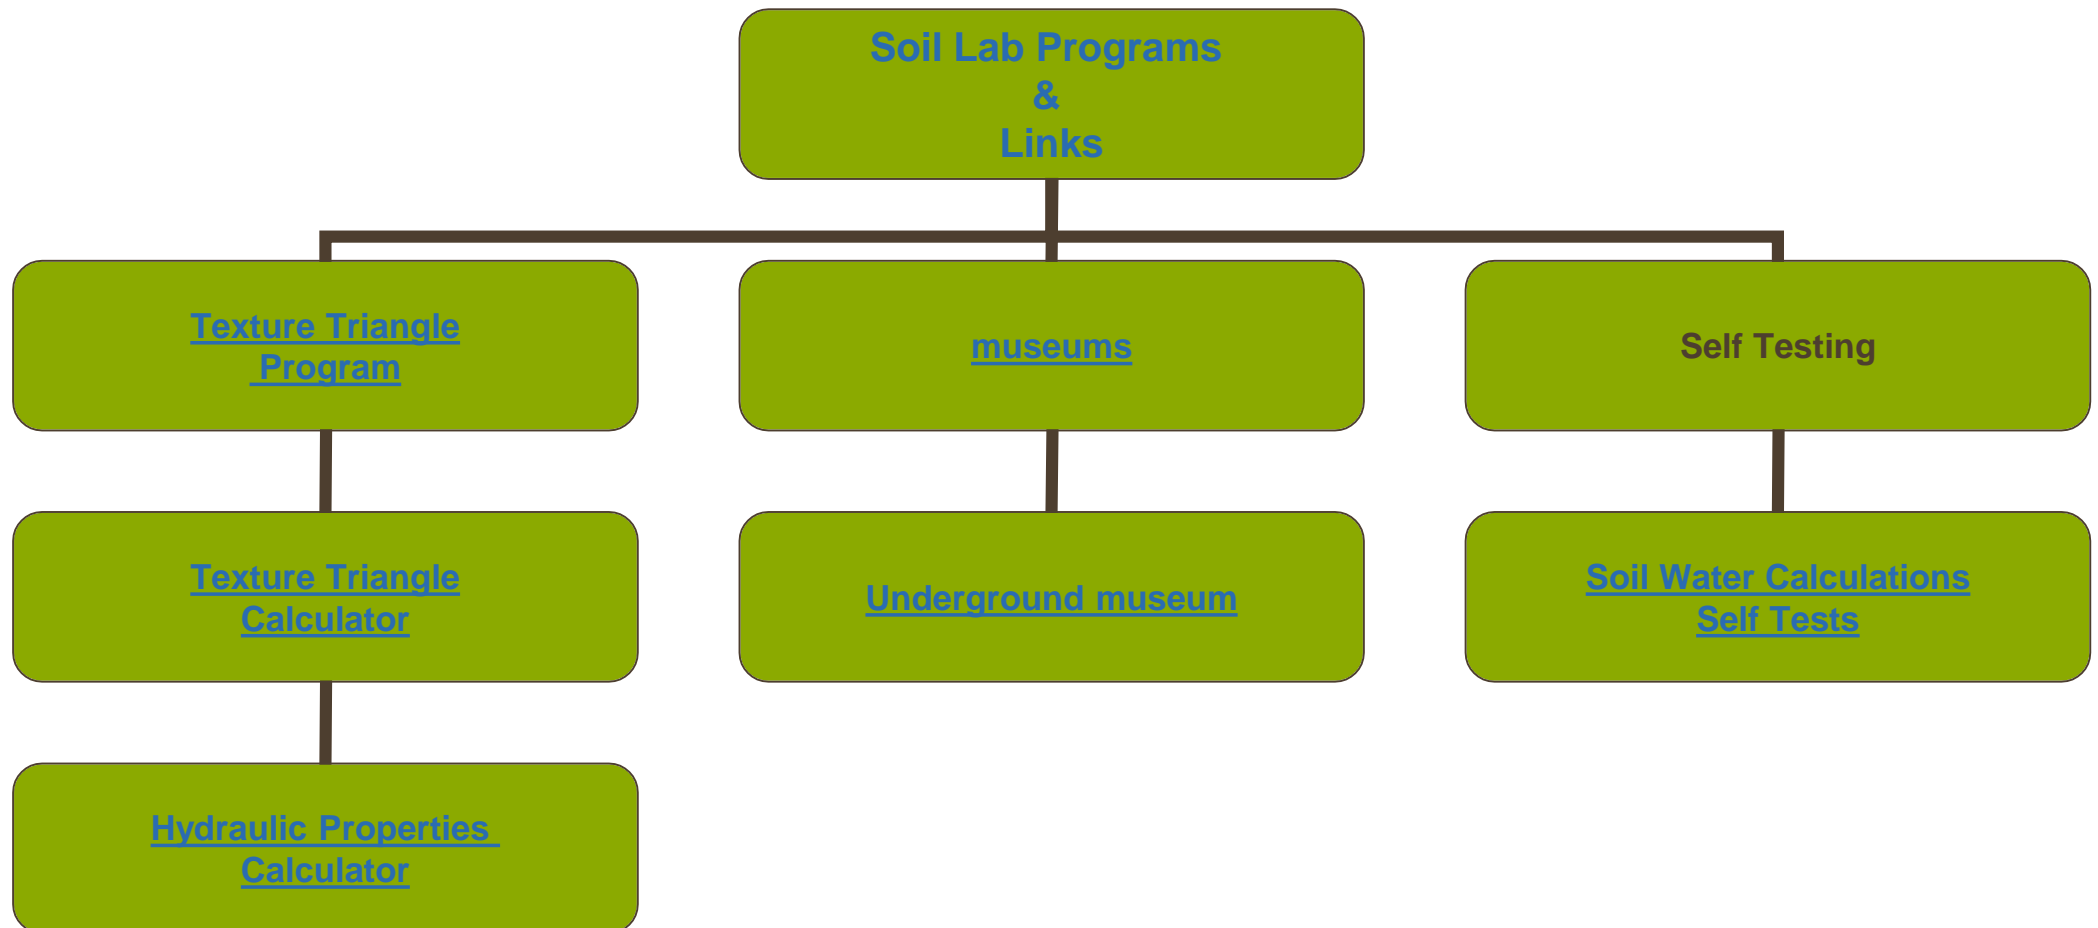 Soil Lab Programs
&
Links
Texture Triangle
Program
museums
Self Testing
Texture Triangle
Calculator
Underground museum
Soil Water Calculations
Self Tests
Hydraulic Properties
Calculator